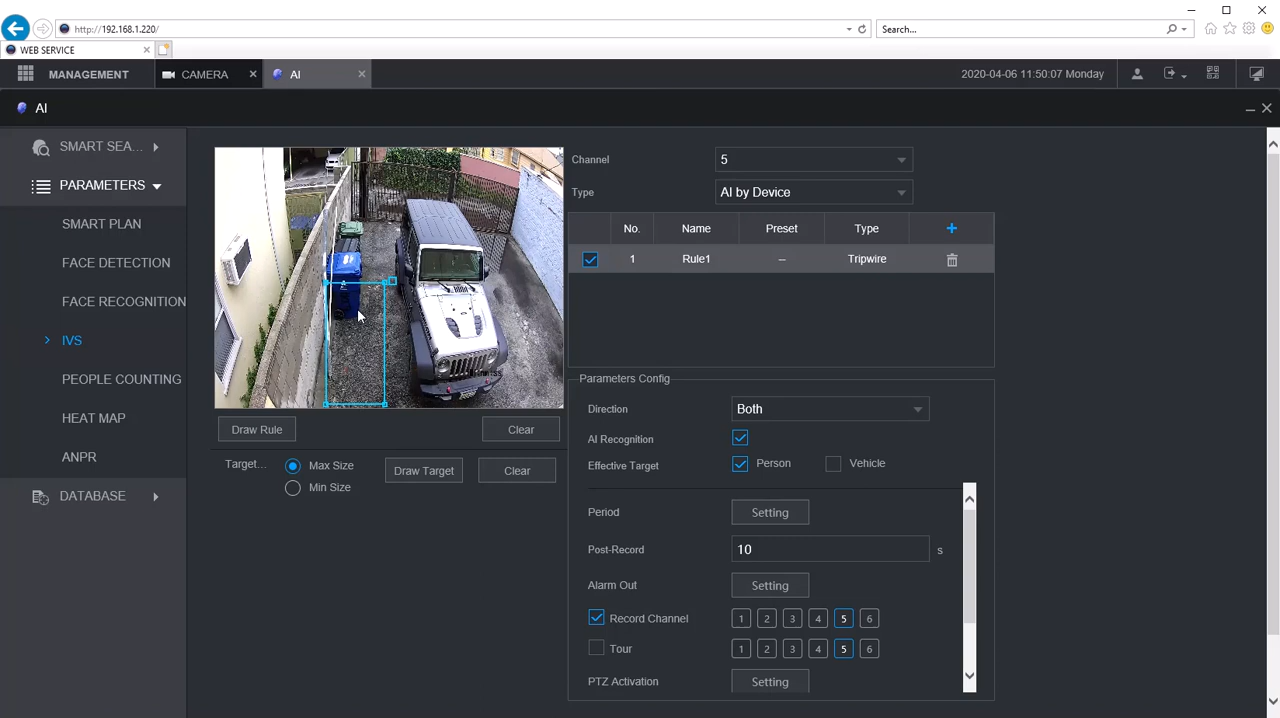 http://192.168.1.220/
Search...
WEB SERVICE
MANAGEMENT
CAMERA
AI
2020-04-06 11:50:07 Monday
AI
SMART SEA...
PARAMETERS
SMART PLAN
FACE DETECTION
FACE RECOGNITION
IVS
PEOPLE COUNTING
HEAT MAP
ANPR
DATABASE
Draw Rule
Clear
Target...
Max Size
Draw Target
Clear
Min Size
Channel
5
Type
AI by Device
No. Name Preset Type +
1 Rule1 -- Tripwire
Parameters Config
Direction
Both
AI Recognition
Effective Target
Person
Vehicle
Period
Setting
Post-Record
10
s
Alarm Out
Setting
Record Channel
1 2 3 4 5 6
Tour
1 2 3 4 5 6
PTZ Activation
Setting